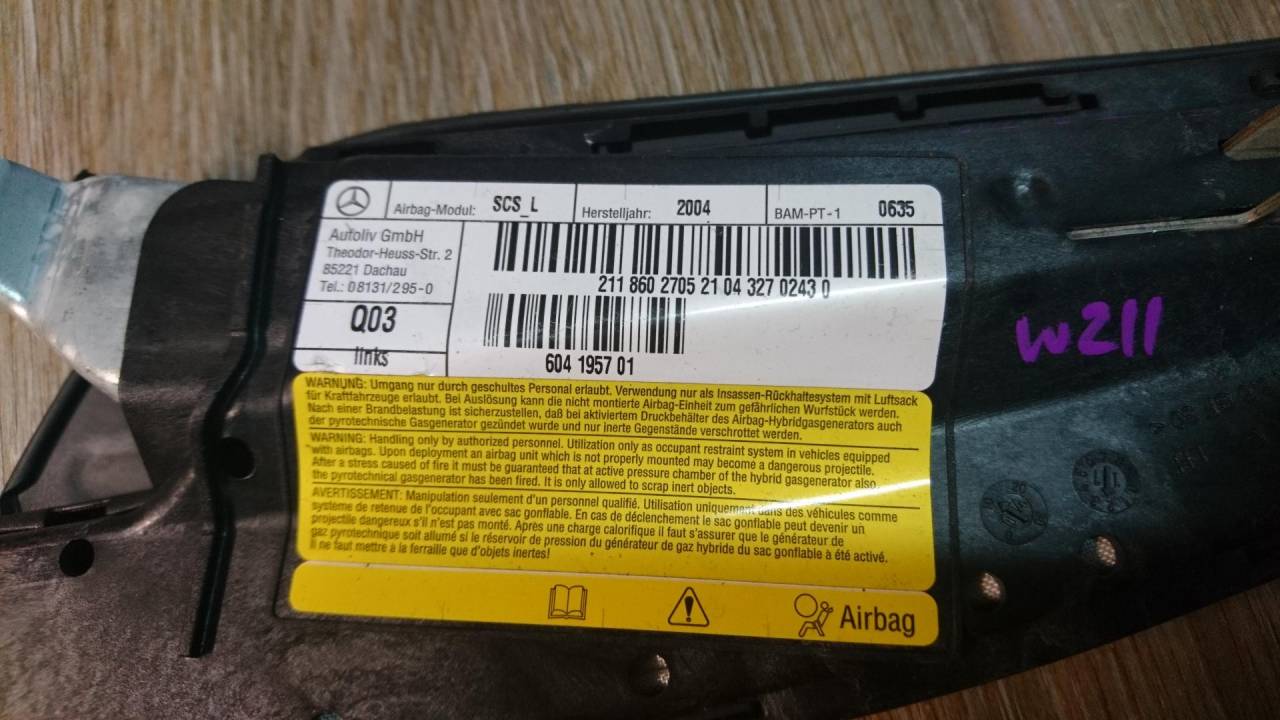 Airbag-Modul: SCS_L Herstelljahr: 2004 BAM-PT-1 0635
Autoliv GmbH
Theodor-Heuss-Str. 2
85221 Dachau
Tel.: 08131/295-0
211 860 2705 21 04 327 0243 0
Q03
links
604 1957 01
WARNUNG: Umgang nur durch geschultes Personal erlaubt. Verwendung nur als Insassen-Rückhaltesystem mit Luftsack
für Kraftfahrzeuge erlaubt. Bei Auslösung kann die nicht montierte Airbag-Einheit zum gefährlichen Wurfstück werden.
Nach einer Brandbelastung ist sicherzustellen, daß bei aktiviertem Druckbehälter des Airbag-Hybridgasgenerators auch
der pyrotechnische Gasgenerator gezündet wurde und nur inerte Gegenstände verschrottet werden.
WARNING: Handling only by authorized personnel. Utilization only as occupant restraint system in vehicles equipped
with airbags. Upon deployment an airbag unit which is not properly mounted may become a dangerous projectile.
After a stress caused of fire it must be guaranteed that at active pressure chamber of the hybrid gasgenerator also
the pyrotechnical gasgenerator has been fired. It is only allowed to scrap inert objects.
AVERTISSEMENT: Manipulation seulement d'un personnel qualifié. Utilisation uniquement dans des véhicules comme
système de retenue de l'occupant avec sac gonflable. En cas de déclenchement le sac gonflable peut devenir un
projectile dangereux s'il n'est pas monté. Après une charge calorifique il faut s'assurer que le générateur de
gaz pyrotechnique soit allumé si le réservoir de pression du générateur de gaz hybride du sac gonflable à été activé.
Il ne faut mettre à la ferraille que d'objets inertes!
Airbag
W211